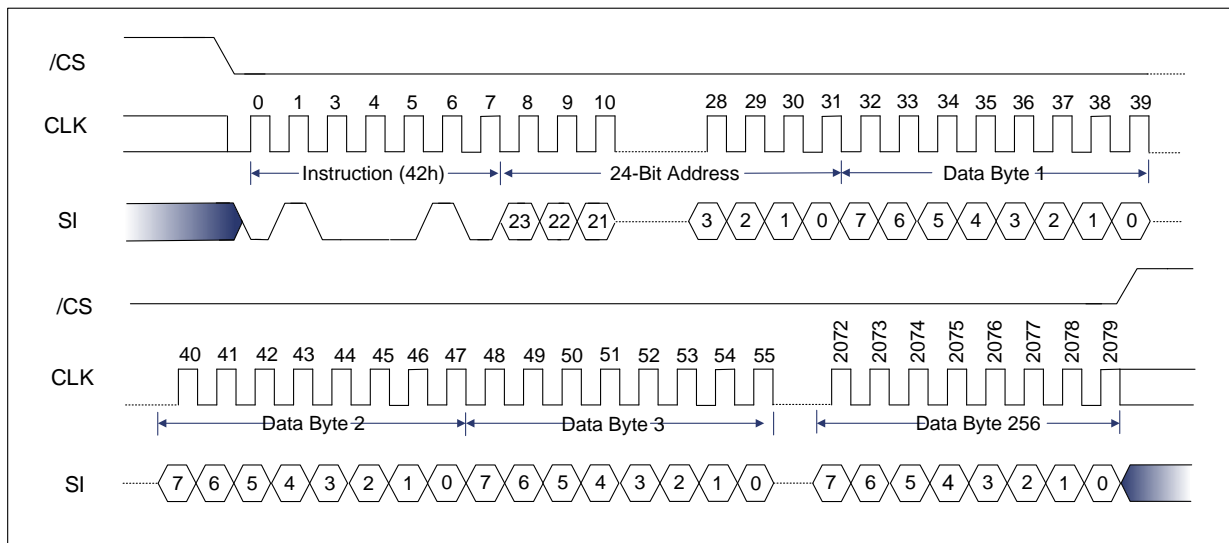 /CS
0 1 3 4 5 6 7 8 9 10 28 29 30 31 32 33 34 35 36 37 38 39
CLK
Instruction (42h) 24-Bit Address Data Byte 1
SI 23 22 21 3 2 1 0 7 6 5 4 3 2 1 0
/CS
40 41 42 43 44 45 46 47 48 49 50 51 52 53 54 55 2072 2073 2074 2075 2076 2077 2078 2079
CLK
Data Byte 2 Data Byte 3 Data Byte 256
SI 7 6 5 4 3 2 1 0 7 6 5 4 3 2 1 0 7 6 5 4 3 2 1 0